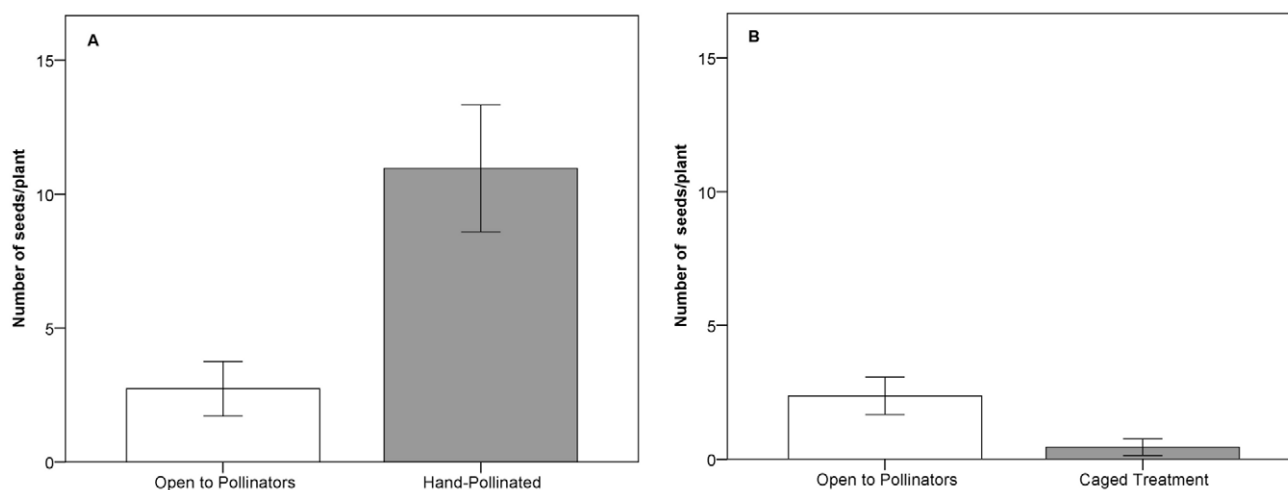 A
Number of seeds/plant
15
10
5
0
Open to Pollinators Hand-Pollinated
B
Number of seeds/plant
15
10
5
0
Open to Pollinators Caged Treatment